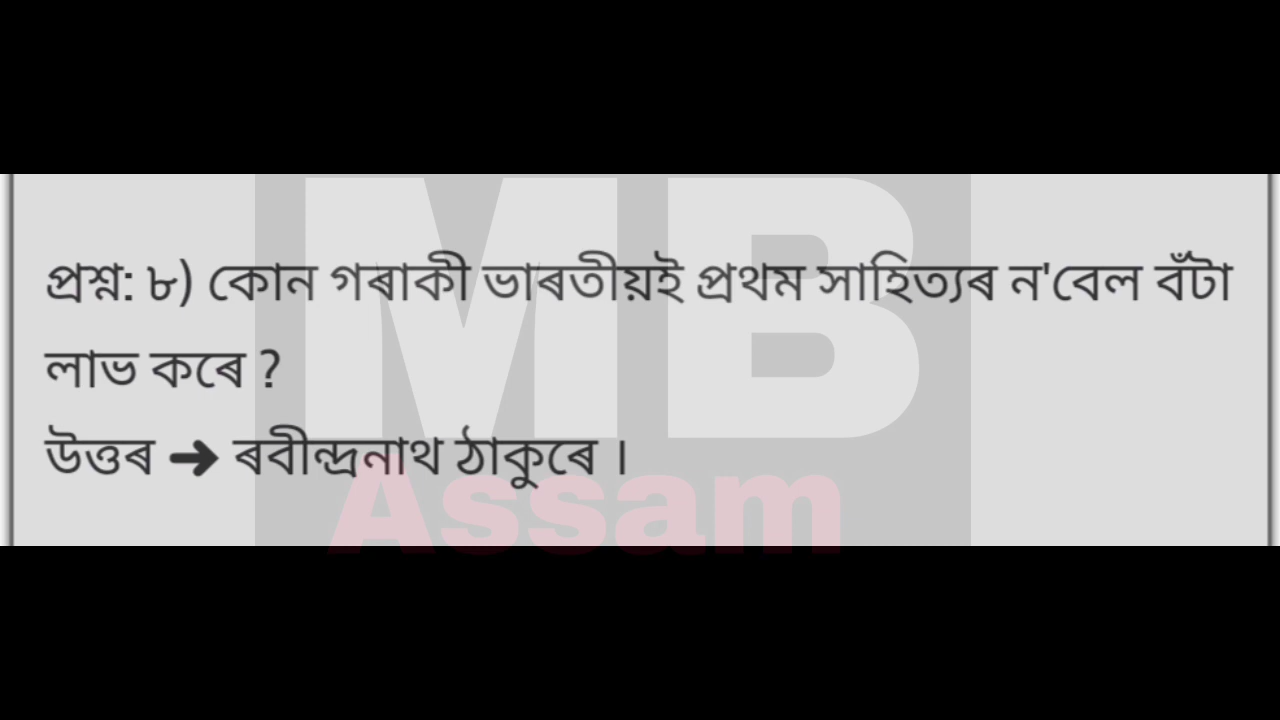 প্ৰশ্ন: ৮) কোন গৰাকী ভাৰতীয়ই প্ৰথম সাহিত্যৰ ন'বেল বঁটা
লাভ কৰে ?
উত্তৰ ➜ ৰবীন্দ্ৰনাথ ঠাকুৰে ।
MB
Assam